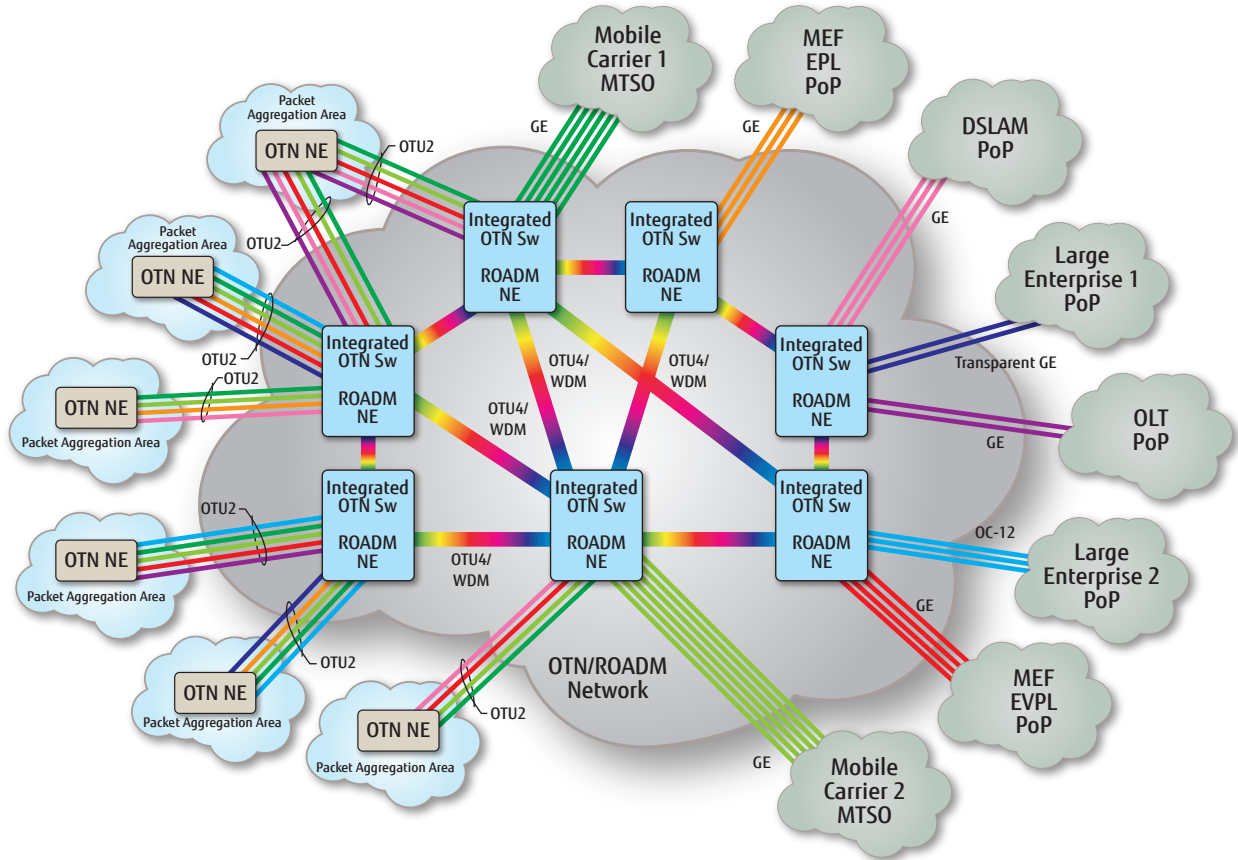 Mobile
Carrier 1
MTSO
MEF
EPL
PoP
Packet
Aggregation Area
OTN NE
OTU2
GE
GE
DSLAM
PoP
GE
OTU2
Packet
Aggregation Area
OTN NE
OTU2
Integrated
OTN Sw
ROADM
NE
Integrated
OTN Sw
ROADM
NE
Large
Enterprise 1
PoP
Transparent GE
Integrated
OTN Sw
ROADM
NE
Integrated
OTN Sw
ROADM
NE
OTU4/
WDM
OTU4/
WDM
OTU4/
WDM
OTU2
OTN NE
Packet Aggregation Area
GE
OLT
PoP
Integrated
OTN Sw
ROADM
NE
Integrated
OTN Sw
ROADM
NE
Integrated
OTN Sw
ROADM
NE
OTU4/
WDM
OTU2
OTN NE
Packet Aggregation Area
OC-12
Large
Enterprise 2
PoP
GE
OTU2
OTN NE
Packet Aggregation Area
OTN/ROADM
Network
MEF
EVPL
PoP
OTU2
OTN NE
Packet Aggregation Area
GE
Mobile
Carrier 2
MTSO